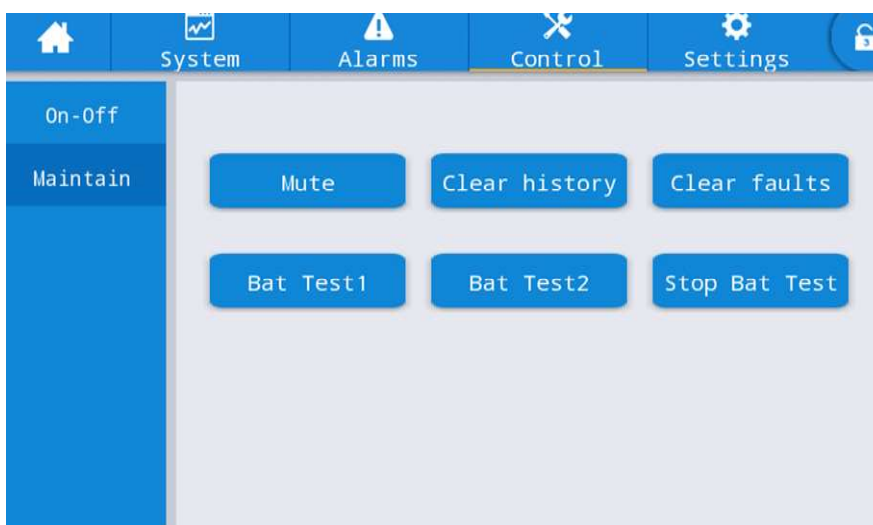 System Alarms Control Settings
On-Off
Maintain
Mute Clear history Clear faults
Bat Test1 Bat Test2 Stop Bat Test